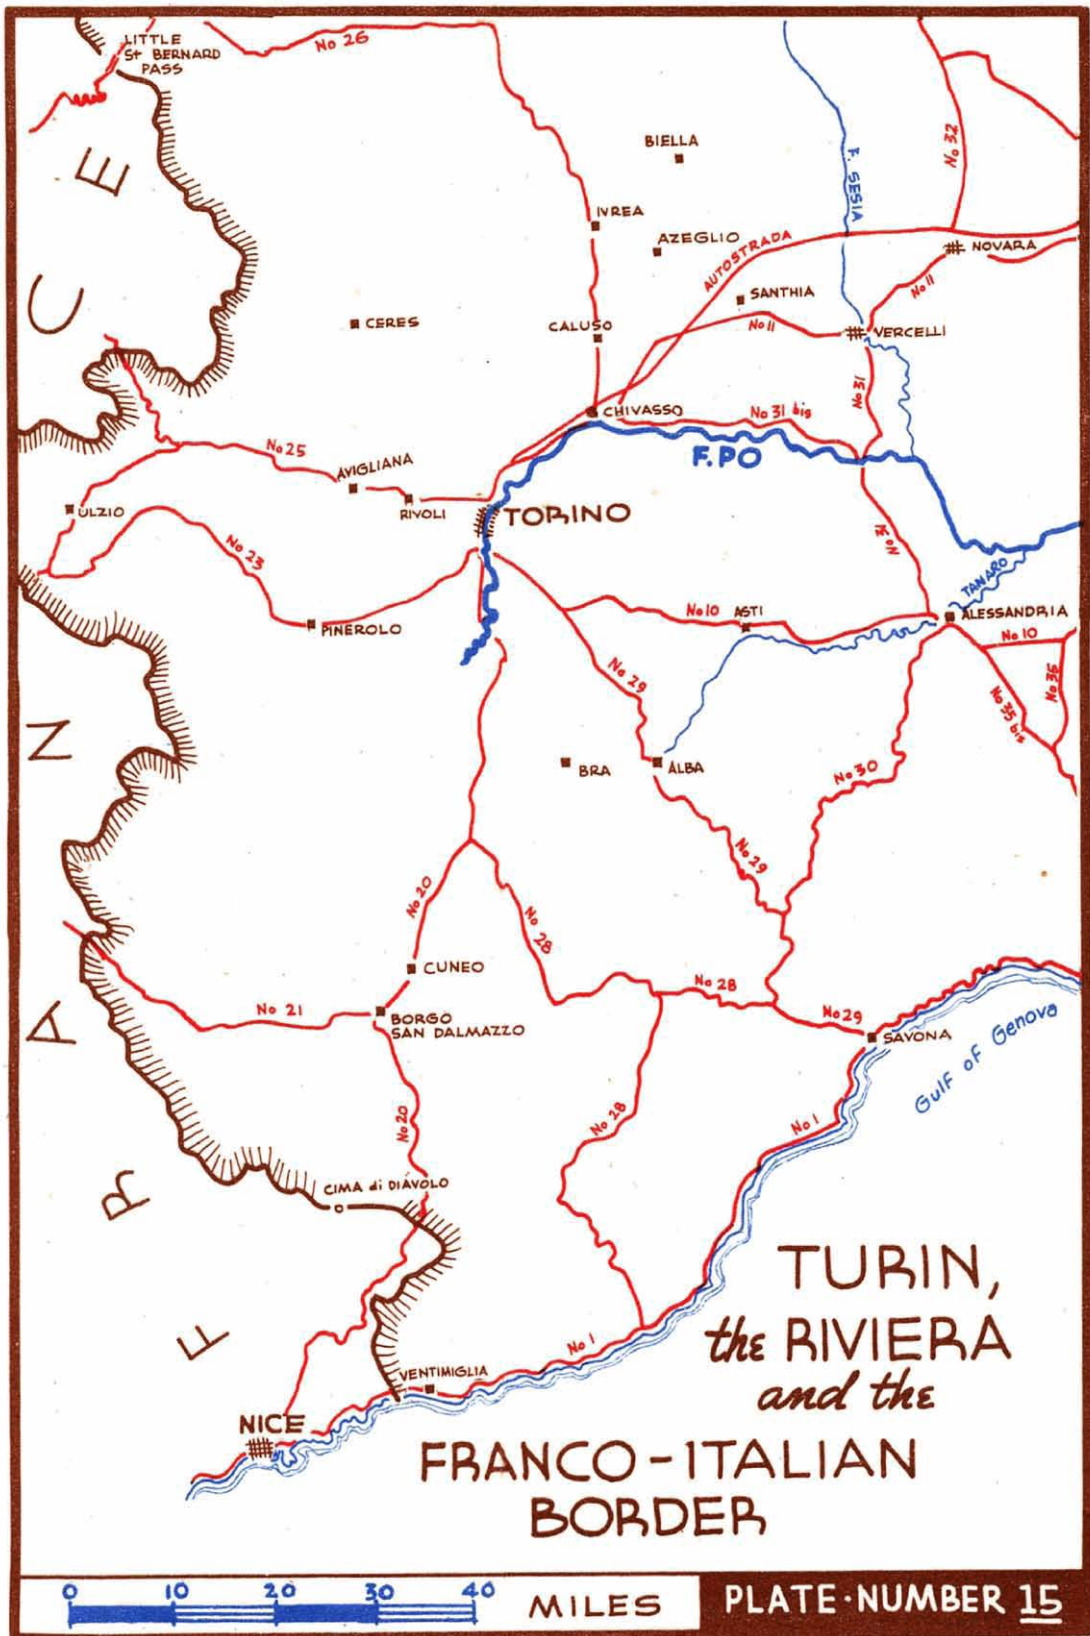 LITTLE
St BERNARD
PASS
No 26
BIELLA
F. SESIA
No 32
IVREA
AZEGLIO
AUTOSTRADA
NOVARA
No 11
SANTHIA
CERES
CALUSO
No 11
VERCELLI
No 31
CHIVASSO
No 31 bis
F. PO
No 25
AVIGLIANA
RIVOLI
ULZIO
TORINO
No 31
No 23
TANARO
PINEROLO
No 10
ASTI
ALESSANDRIA
No 10
No 29
No 35 bis
No 35
BRA
ALBA
No 30
No 29
No 20
No 28
CUNEO
No 28
No 21
BORGO
SAN DALMAZZO
No 29
SAVONA
Gulf of Genova
No 20
No 28
No 1
CIMA di DIÁVOLO
FRANCE
No 1
VENTIMIGLIA
NICE
TURIN,
the RIVIERA
and the
FRANCO-ITALIAN
BORDER
0 10 20 30 40
MILES
PLATE·NUMBER 15